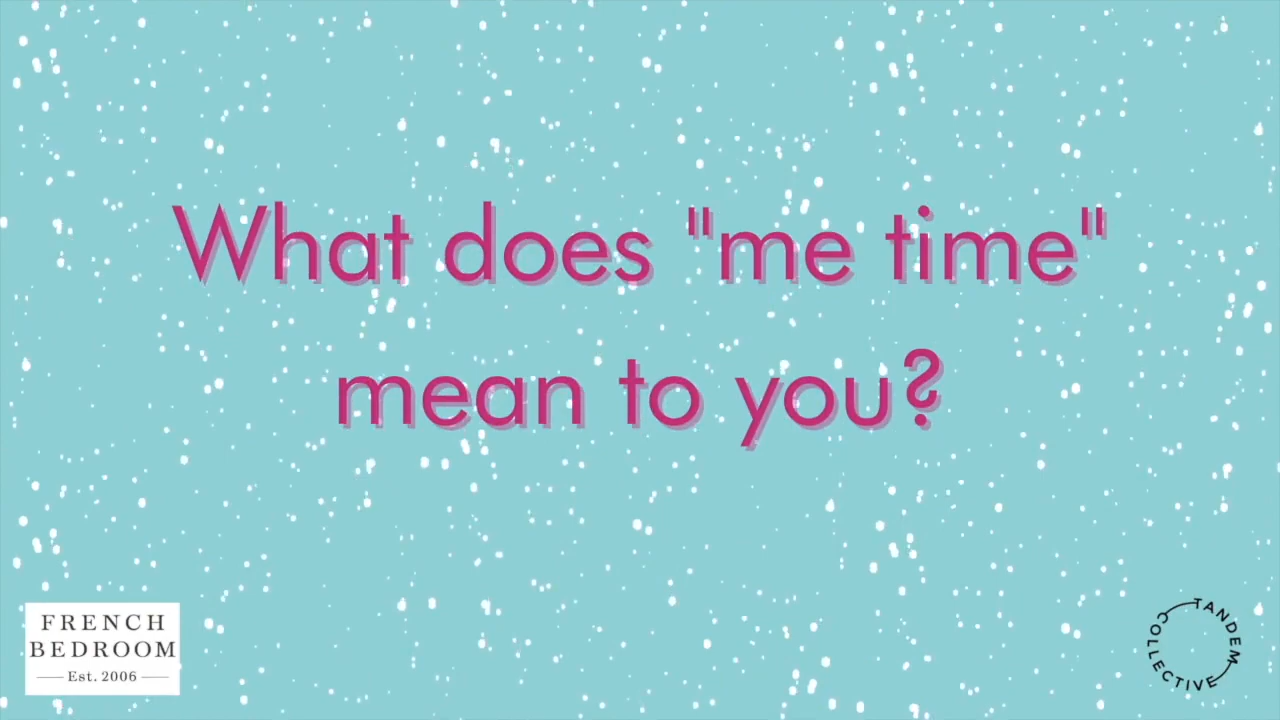 What does "me time"
mean to you?
FRENCH
BEDROOM
Est. 2006
TANDEM
COLLECTIVE